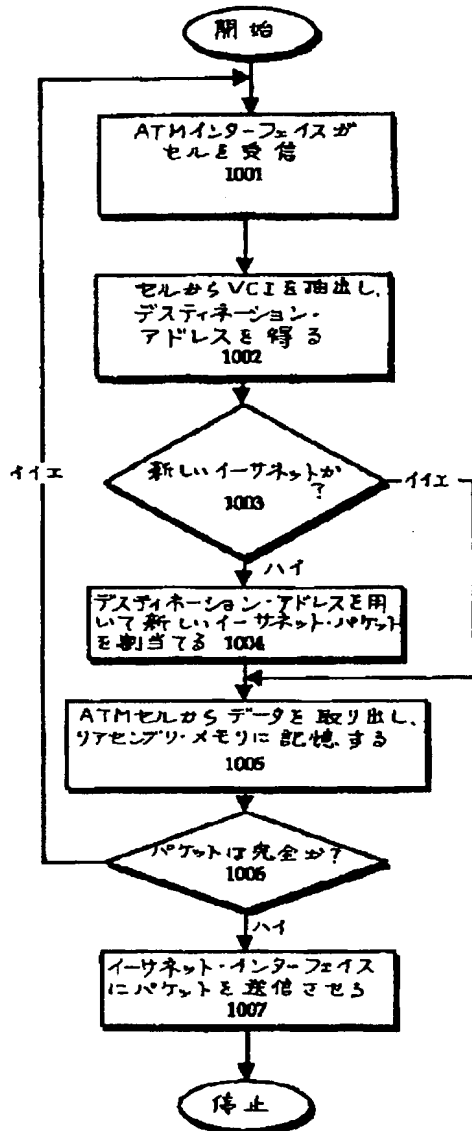 開始
ATMインターフェイスガ
セルを受信
1001
セルからVCIを抽出し、
デスティネーション・
アドレスを得る
1002
新しいイーサネットか
?
1003
イイエ
イイエ
ハイ
デスティネーション・アドレスを用
いて新しいイーサネット・パケット
を割当てる 1004
ATMセルからデータを取り出し、
リアセンブリ・メモリに記憶する
1005
パケットは完全か?
1006
ハイ
イーサネット・インターフェイス
にパケットを送信させる
1007
停止